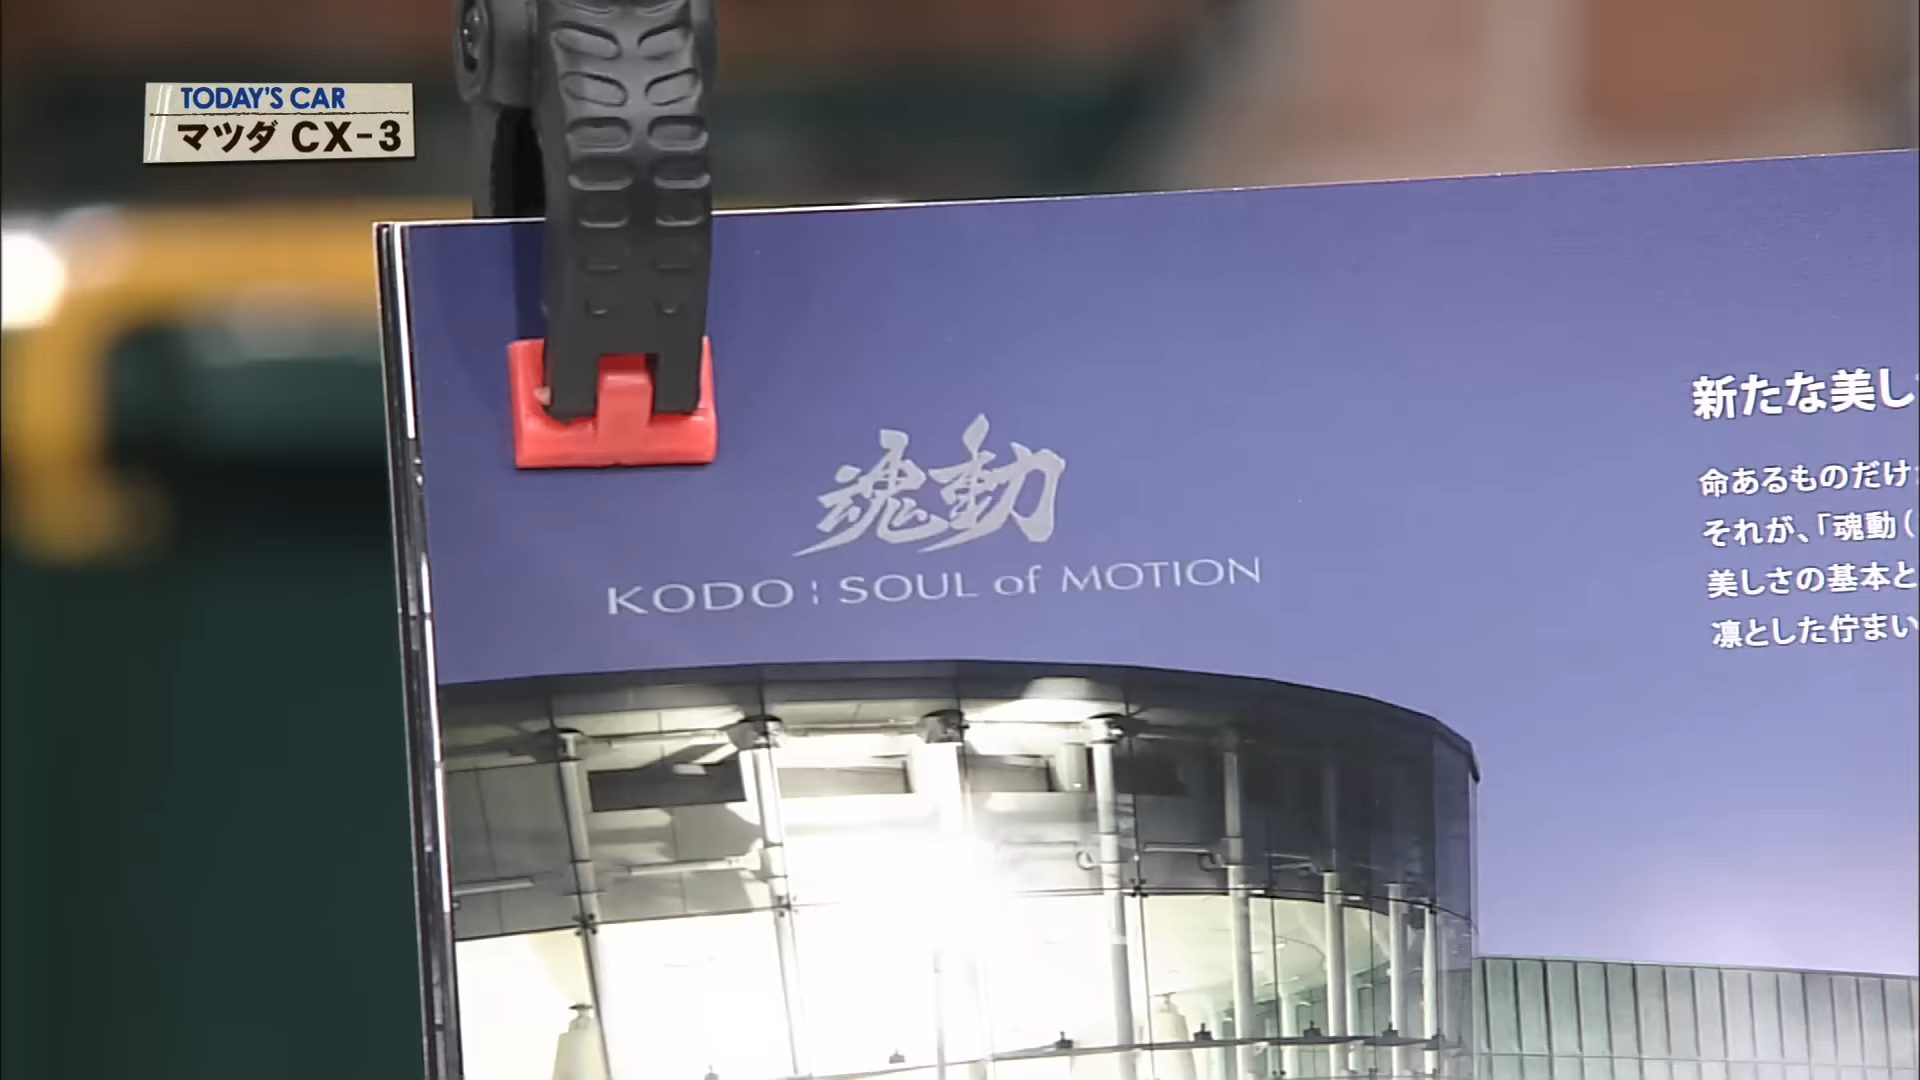 TODAY'S CAR
マツダ CX-3
魂動
KODO : SOUL of MOTION
新たな美し
命あるものだけ
それが、「魂動(
美しさの基本と
凛とした佇まい